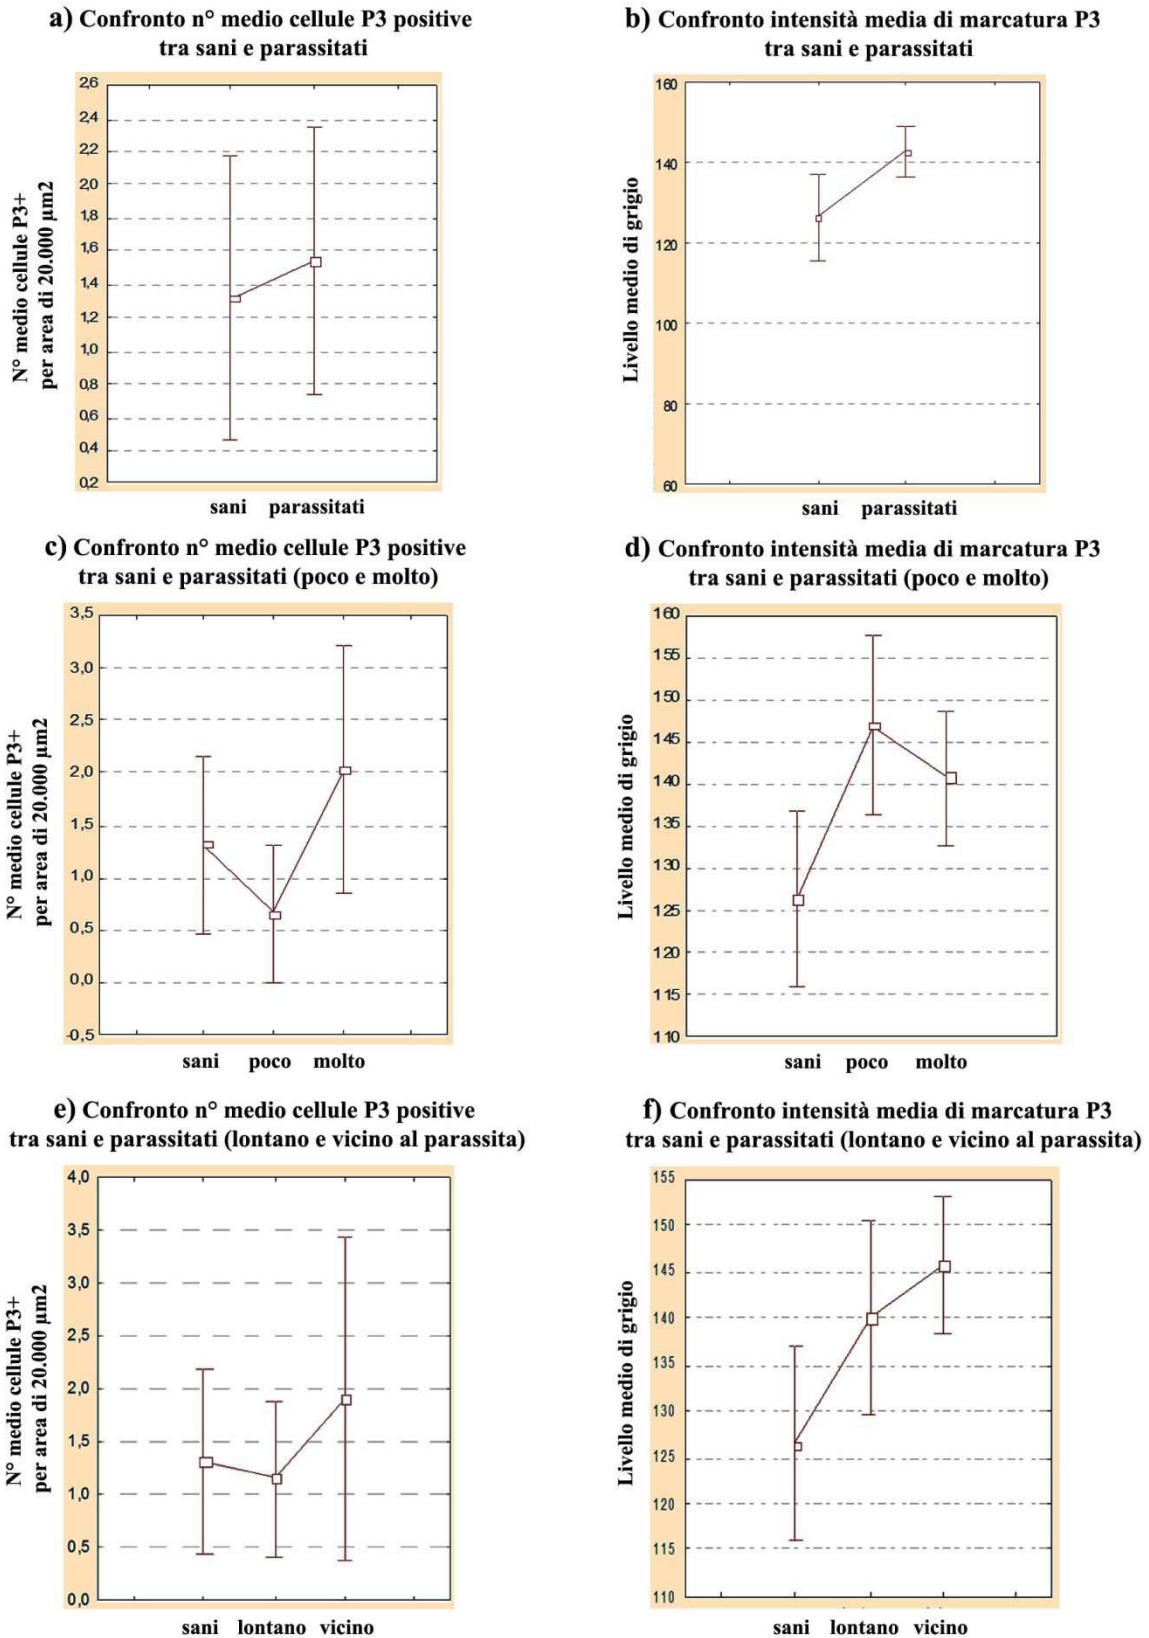 a) Confronto n° medio cellule P3 positive
tra sani e parassitati
N° medio cellule P3+
per area di 20.000 µm2
2,6
2,4
2,2
2,0
1,8
1,6
1,4
1,2
1,0
0,8
0,6
0,4
0,2
sani parassitati
b) Confronto intensità media di marcatura P3
tra sani e parassitati
Livello medio di grigio
160
140
120
100
80
60
sani parassitati
c) Confronto n° medio cellule P3 positive
tra sani e parassitati (poco e molto)
N° medio cellule P3+
per area di 20.000 µm2
3,5
3,0
2,5
2,0
1,5
1,0
0,5
0,0
-0,5
sani poco molto
d) Confronto intensità media di marcatura P3
tra sani e parassitati (poco e molto)
Livello medio di grigio
160
155
150
145
140
135
130
125
120
115
110
sani poco molto
e) Confronto n° medio cellule P3 positive
tra sani e parassitati (lontano e vicino al parassita)
N° medio cellule P3+
per area di 20.000 µm2
4,0
3,5
3,0
2,5
2,0
1,5
1,0
0,5
0,0
sani lontano vicino
f) Confronto intensità media di marcatura P3
tra sani e parassitati (lontano e vicino al parassita)
Livello medio di grigio
155
150
145
140
135
130
125
120
115
110
sani lontano vicino